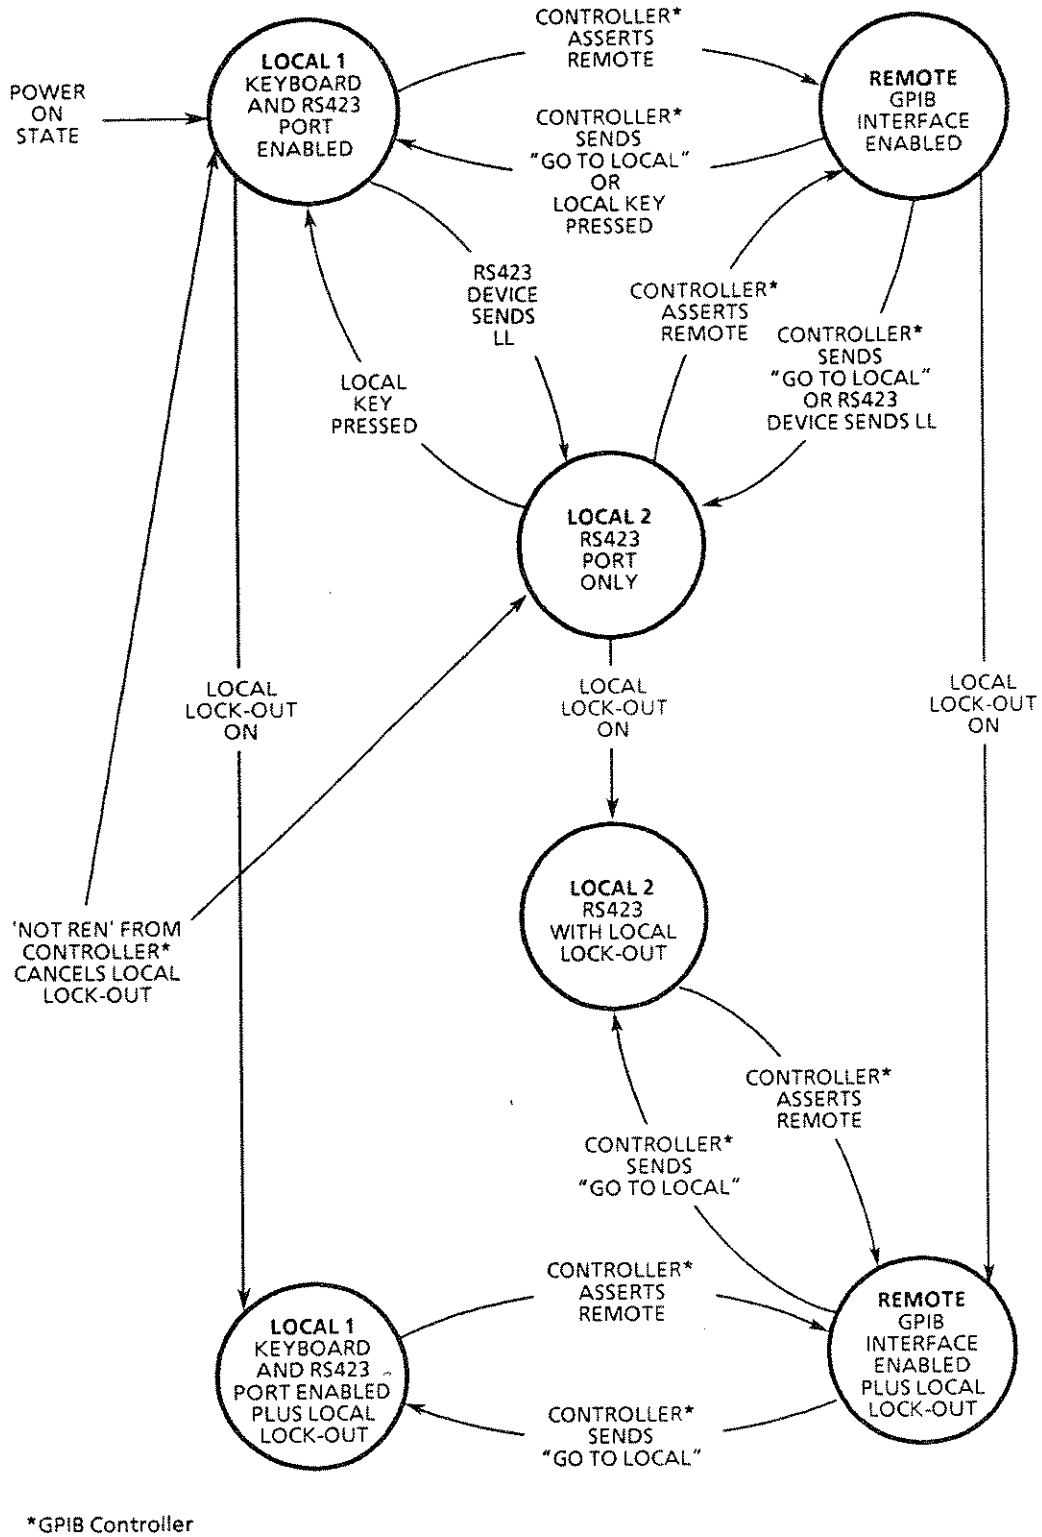 CONTROLLER*
ASSERTS
REMOTE
LOCAL 1
KEYBOARD
AND RS423
PORT
ENABLED
REMOTE
GPIB
INTERFACE
ENABLED
POWER
ON
STATE
CONTROLLER*
SENDS
"GO TO LOCAL"
OR
LOCAL KEY
PRESSED
RS423
DEVICE
SENDS
LL
CONTROLLER*
ASSERTS
REMOTE
CONTROLLER*
SENDS
"GO TO LOCAL"
OR RS423
DEVICE SENDS LL
LOCAL
KEY
PRESSED
LOCAL 2
RS423
PORT
ONLY
LOCAL
LOCK-OUT
ON
LOCAL
LOCK-OUT
ON
LOCAL
LOCK-OUT
ON
LOCAL 2
RS423
WITH LOCAL
LOCK-OUT
'NOT REN' FROM
CONTROLLER*
CANCELS LOCAL
LOCK-OUT
CONTROLLER*
ASSERTS
REMOTE
CONTROLLER*
SENDS
"GO TO LOCAL"
CONTROLLER*
ASSERTS
REMOTE
LOCAL 1
KEYBOARD
AND RS423
PORT ENABLED
PLUS LOCAL
LOCK-OUT
REMOTE
GPIB
INTERFACE
ENABLED
PLUS LOCAL
LOCK-OUT
CONTROLLER*
SENDS
"GO TO LOCAL"
*GPIB Controller